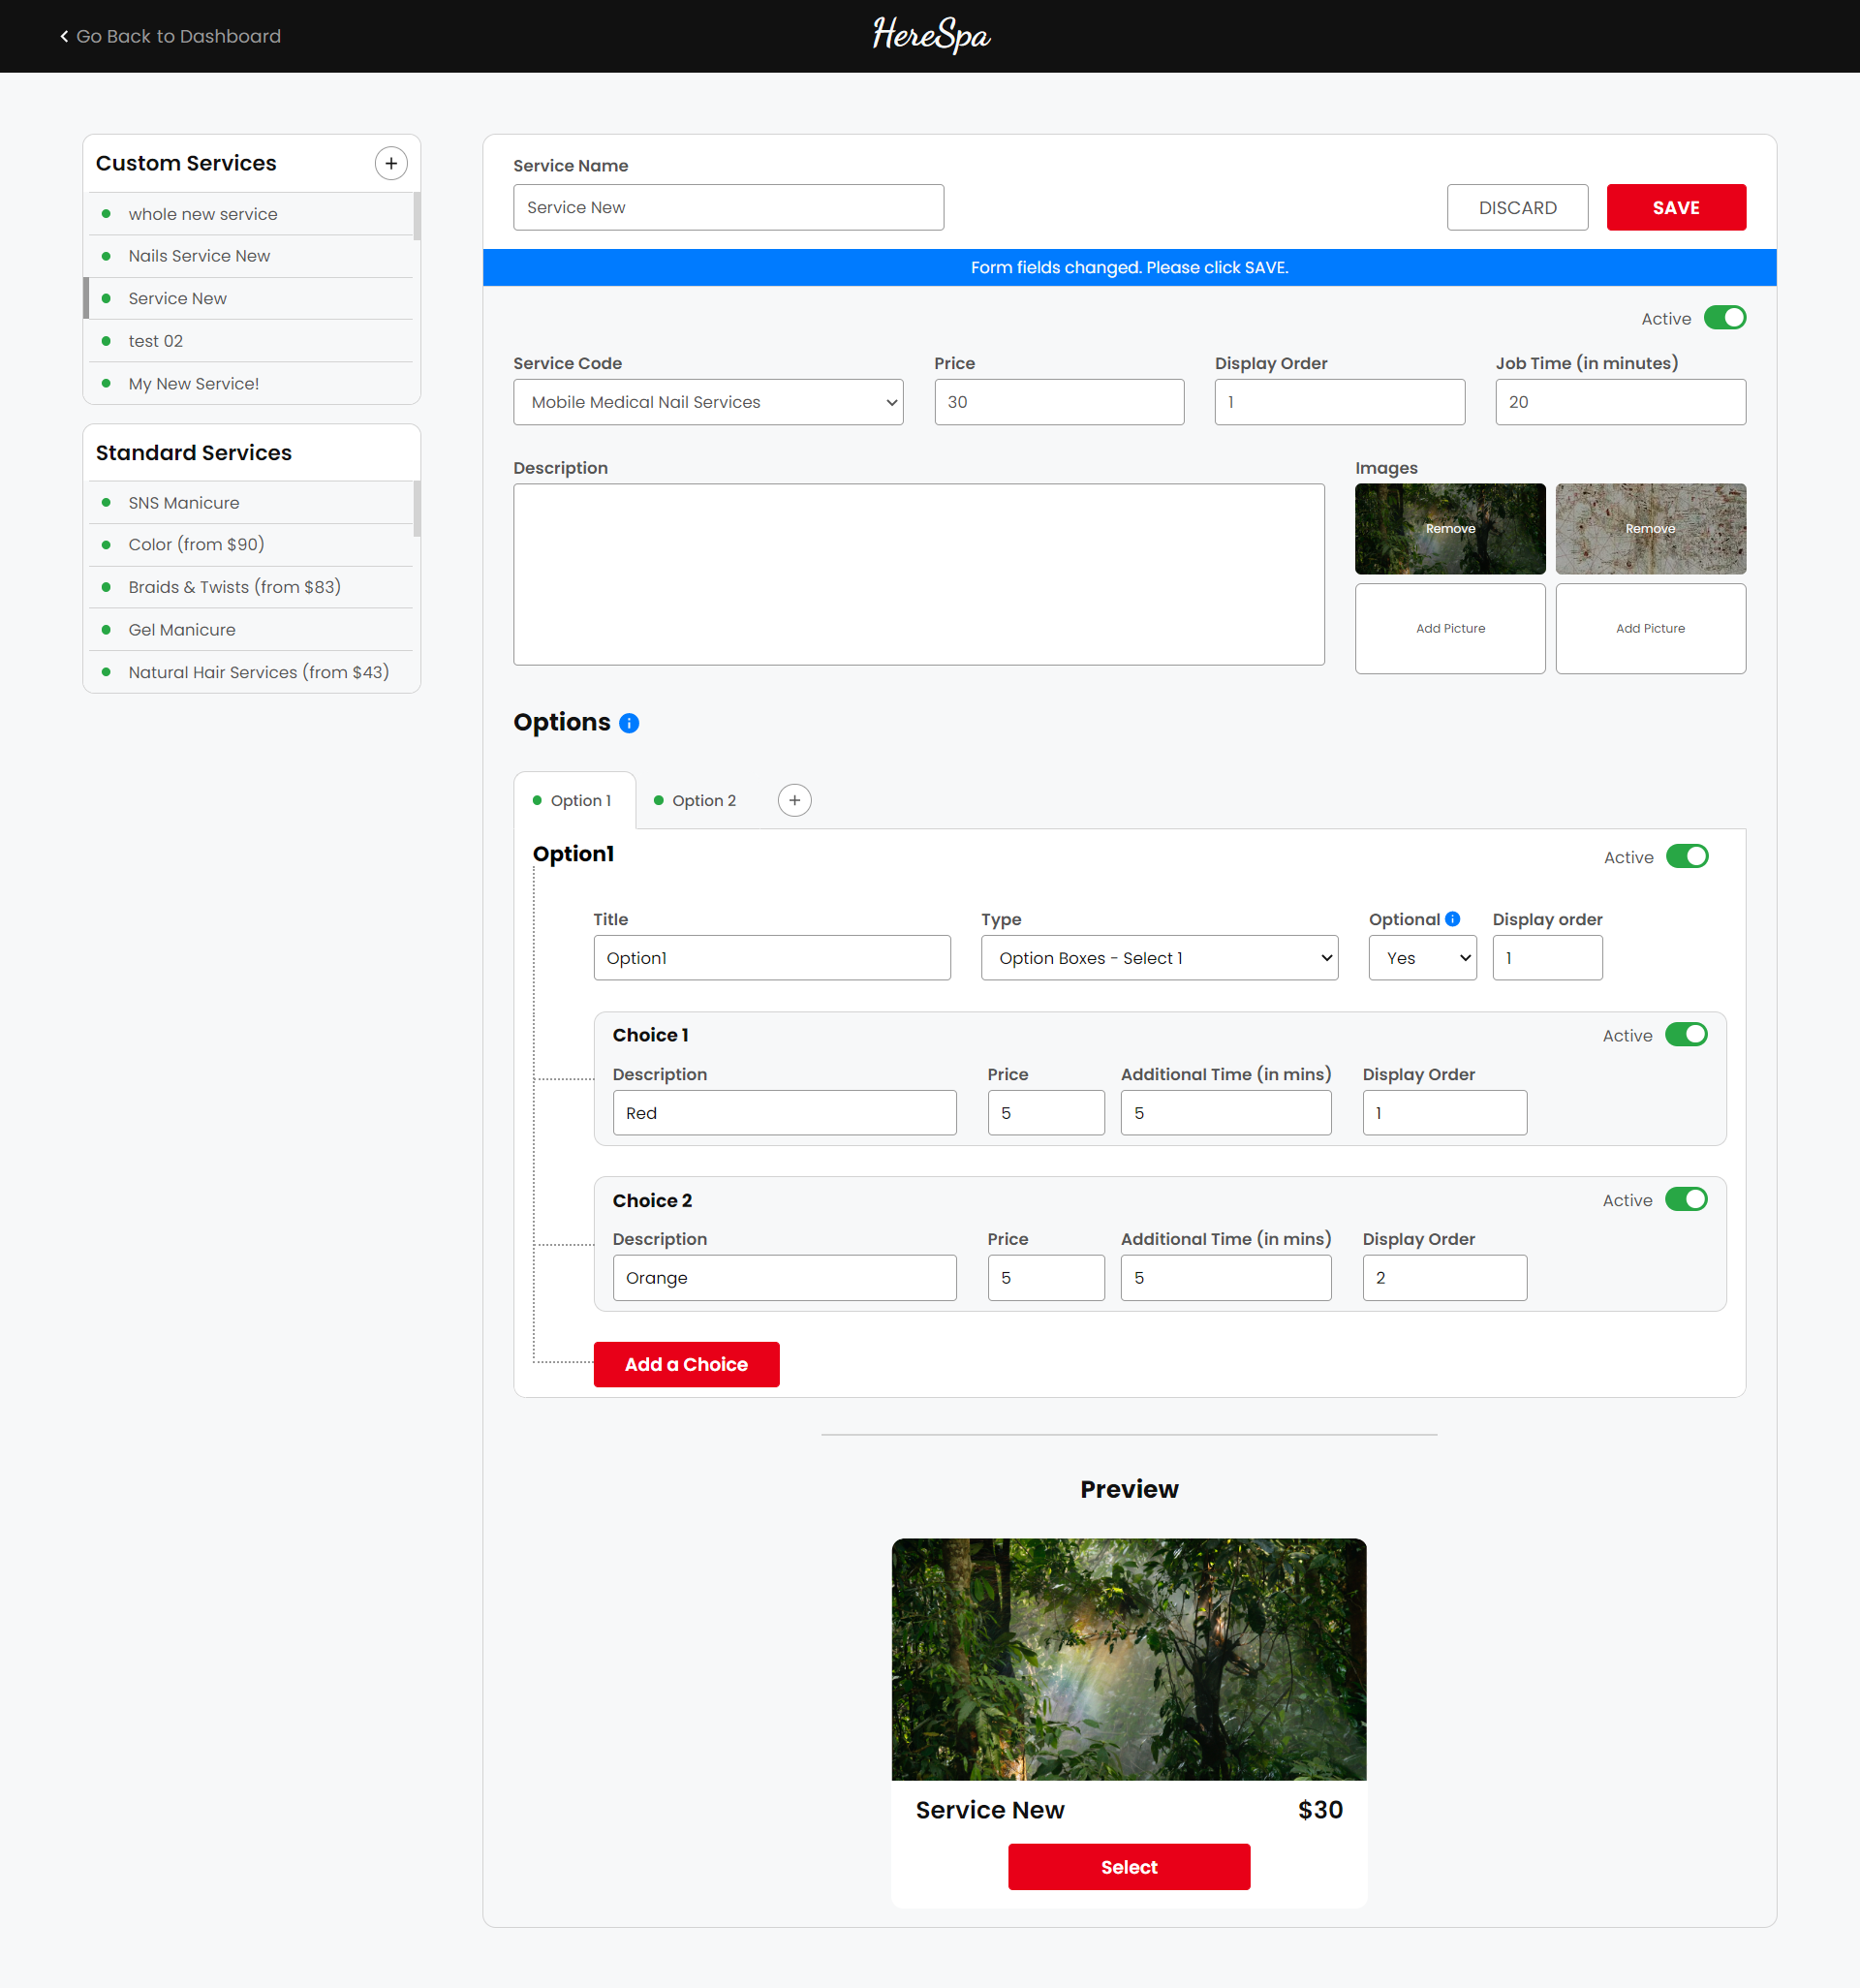 Go Back to Dashboard
HereSpa
Custom Services
whole new service
Nails Service New
Service New
test 02
My New Service!
Standard Services
SNS Manicure
Color (from $90)
Braids & Twists (from $83)
Gel Manicure
Natural Hair Services (from $43)
Service Name
Service New
DISCARD
SAVE
Form fields changed. Please click SAVE.
Active
Service Code
Price
Display Order
Job Time (in minutes)
Mobile Medical Nail Services
30
1
20
Description
Images
Remove
Remove
Add Picture
Add Picture
Options
Option 1
Option 2
Option1
Active
Title
Type
Optional
Display order
Option1
Option Boxes - Select 1
Yes
1
Choice 1
Active
Description
Price
Additional Time (in mins)
Display Order
Red
5
5
1
Choice 2
Active
Description
Price
Additional Time (in mins)
Display Order
Orange
5
5
2
Add a Choice
Preview
Service New
$30
Select